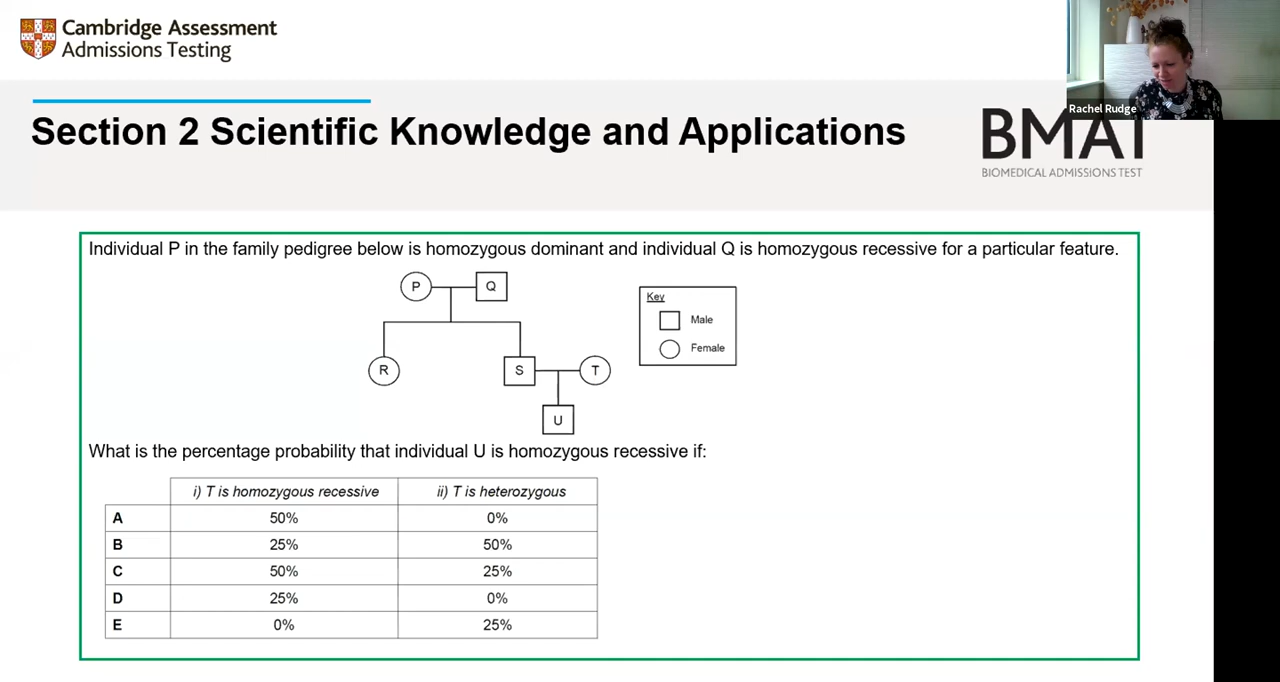 Cambridge Assessment
Admissions Testing
Rachel Rudge
Section 2 Scientific Knowledge and Applications
BMAT
BIOMEDICAL ADMISSIONS TEST
Individual P in the family pedigree below is homozygous dominant and individual Q is homozygous recessive for a particular feature.
P Q
Key
Male
Female
R S T
U
What is the percentage probability that individual U is homozygous recessive if:
i) T is homozygous recessive ii) T is heterozygous
A 50% 0%
B 25% 50%
C 50% 25%
D 25% 0%
E 0% 25%